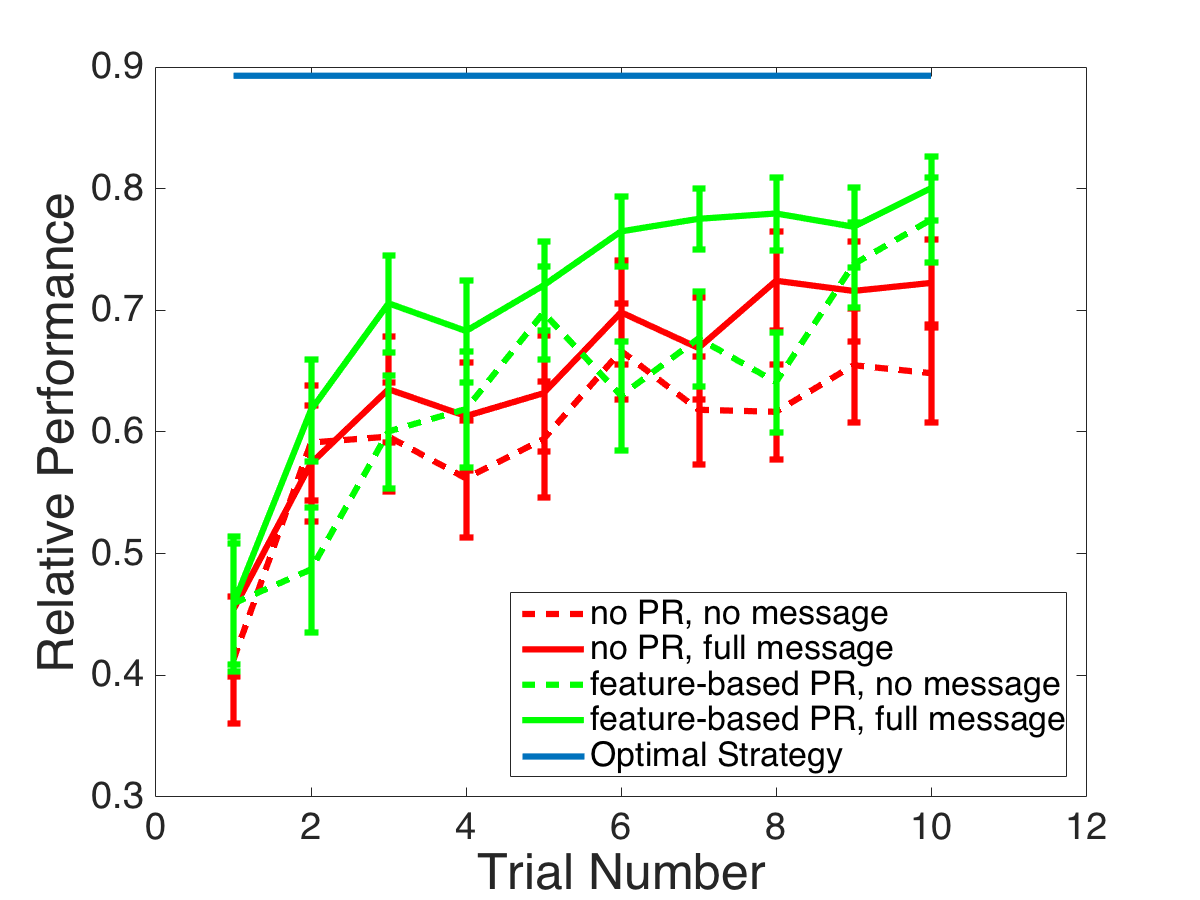 0.9
0.8
0.7
0.6
0.5
0.4
0.3
Relative Performance
no PR, no message
no PR, full message
feature-based PR, no message
feature-based PR, full message
Optimal Strategy
0 2 4 6 8 10 12
Trial Number